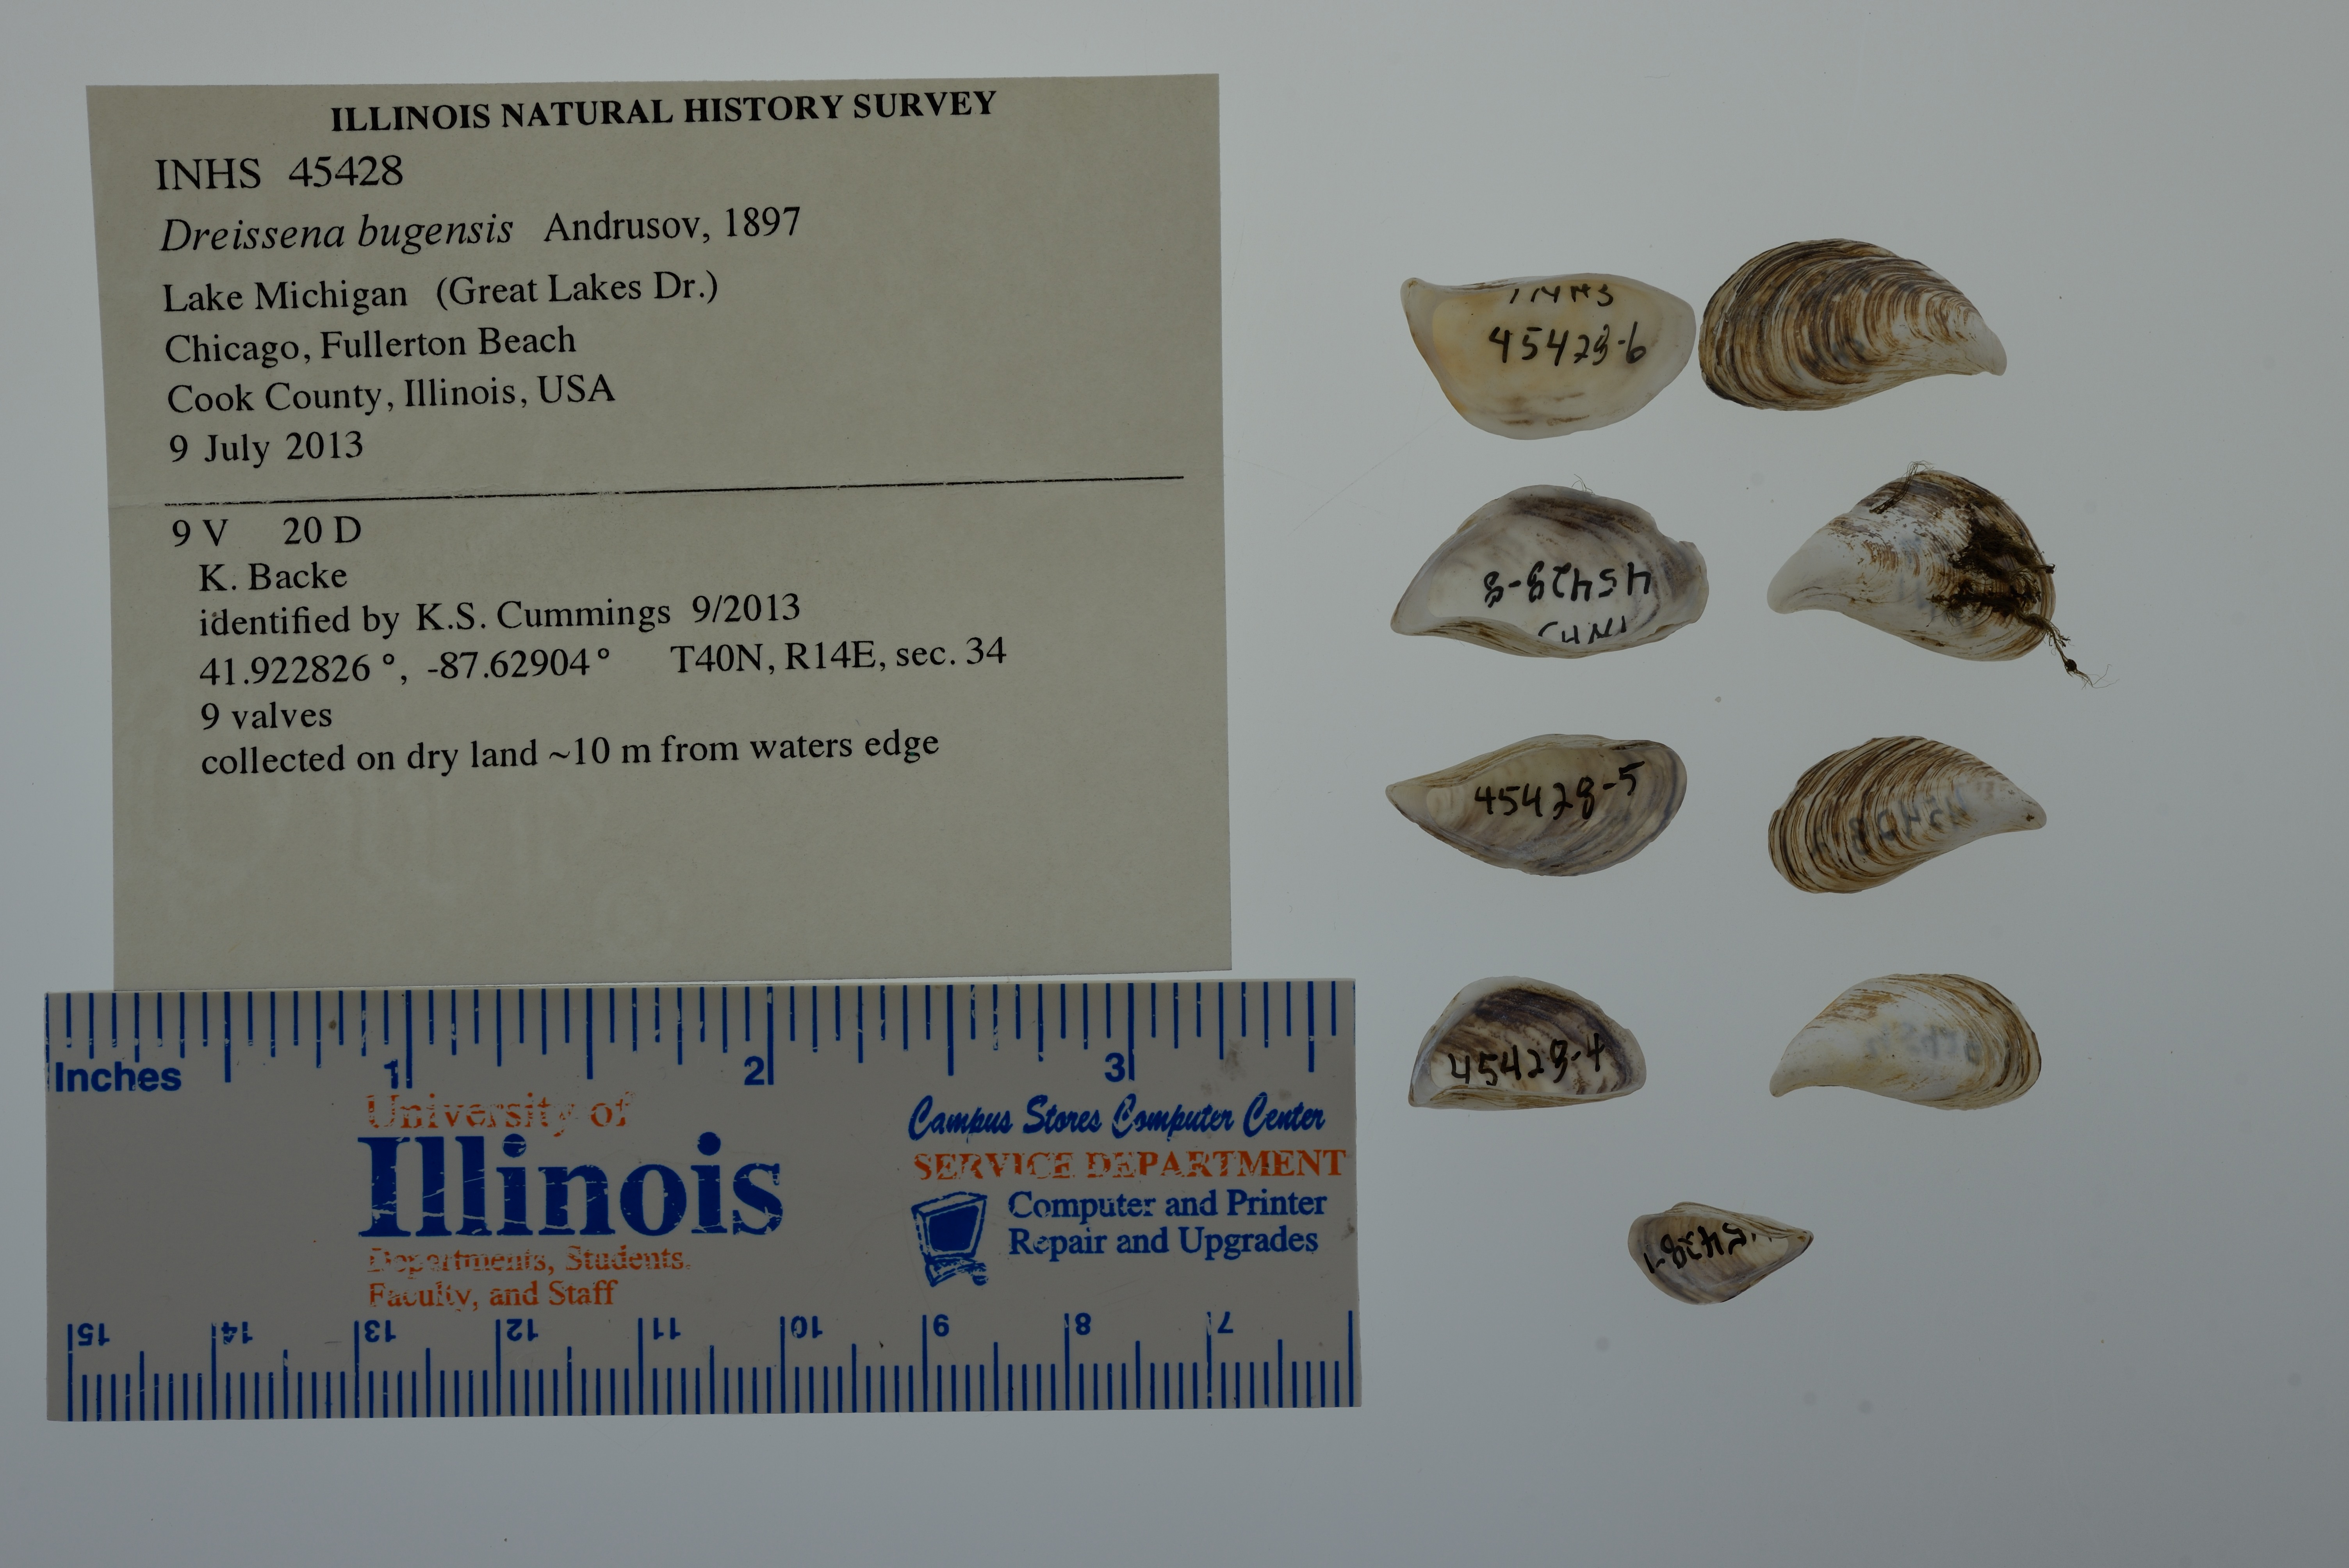 ILLINOIS NATURAL HISTORY SURVEY
INHS 45428
Dreissena bugensis Andrusov, 1897
Lake Michigan (Great Lakes Dr.)
Chicago, Fullerton Beach
Cook County, Illinois, USA
9 July 2013
9 V 20 D
K. Backe
identified by K.S. Cummings 9/2013
41.922826 °, -87.62904° T40N, R14E, sec. 34
9 valves
collected on dry land ~10 m from waters edge
INHS
45428-6
45428-8
INHS
45428-5
45428-4
Inches 1 2 3
University of
Illinois
Departments, Students,
Faculty, and Staff
Campus Stores Computer Center
SERVICE DEPARTMENT
Computer and Printer
Repair and Upgrades
15 14 13 12 11 10 9 8 7